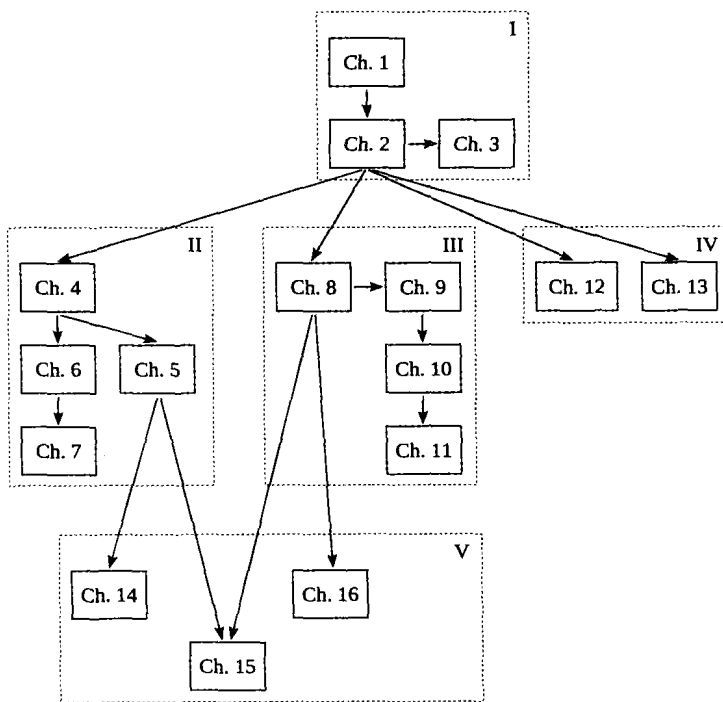 I
Ch. 1
Ch. 2
Ch. 3
II
III
IV
Ch. 4
Ch. 8
Ch. 9
Ch. 12
Ch. 13
Ch. 6
Ch. 5
Ch. 10
Ch. 7
Ch. 11
V
Ch. 14
Ch. 16
Ch. 15